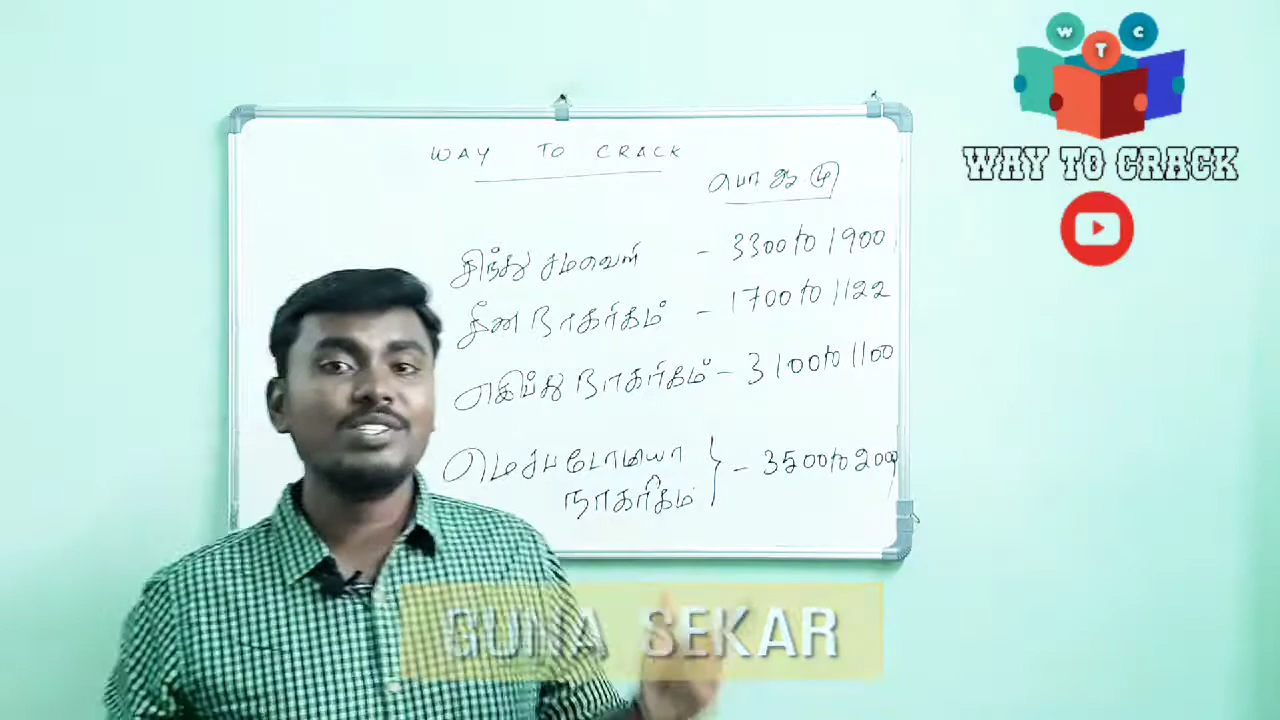 WTC
WAY TO CRACK
WAY TO CRACK
பொ ஆ மு
சிந்து சமவெளி - 3300 to 1900
சீன நாகரிகம் - 1700 to 1122
எகிப்து நாகரிகம் - 3100 to 1100
மெசபடோமியா
நாகரிகம் } - 3500 to 2000
GUNA SEKAR